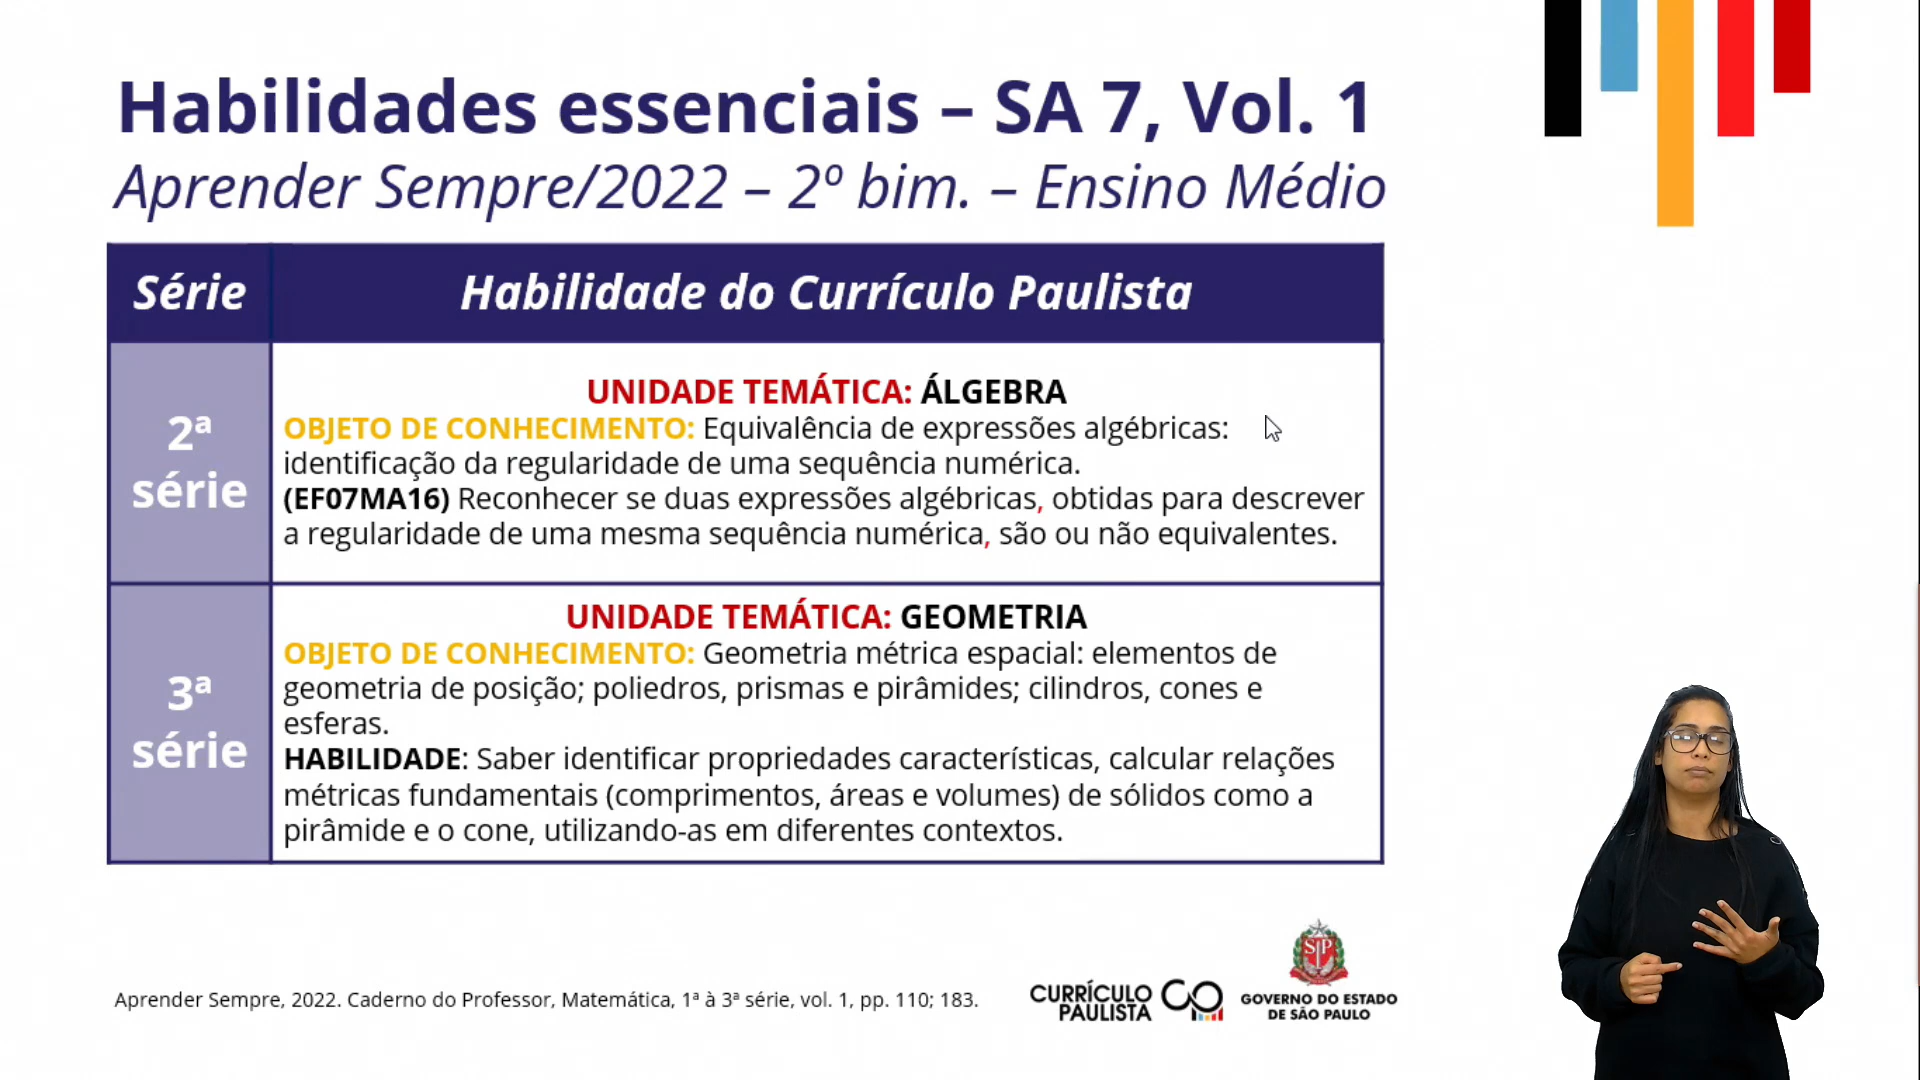 Habilidades essenciais – SA 7, Vol. 1
Aprender Sempre/2022 – 2º bim. – Ensino Médio
Série
Habilidade do Currículo Paulista
2ª
série
UNIDADE TEMÁTICA: ÁLGEBRA
OBJETO DE CONHECIMENTO: Equivalência de expressões algébricas:
identificação da regularidade de uma sequência numérica.
(EF07MA16) Reconhecer se duas expressões algébricas, obtidas para descrever
a regularidade de uma mesma sequência numérica, são ou não equivalentes.
3ª
série
UNIDADE TEMÁTICA: GEOMETRIA
OBJETO DE CONHECIMENTO: Geometria métrica espacial: elementos de
geometria de posição; poliedros, prismas e pirâmides; cilindros, cones e
esferas.
HABILIDADE: Saber identificar propriedades características, calcular relações
métricas fundamentais (comprimentos, áreas e volumes) de sólidos como a
pirâmide e o cone, utilizando-as em diferentes contextos.
Aprender Sempre, 2022. Caderno do Professor, Matemática, 1ª à 3ª série, vol. 1, pp. 110; 183.
CURRÍCULO
PAULISTA
SP
GOVERNO DO ESTADO
DE SÃO PAULO